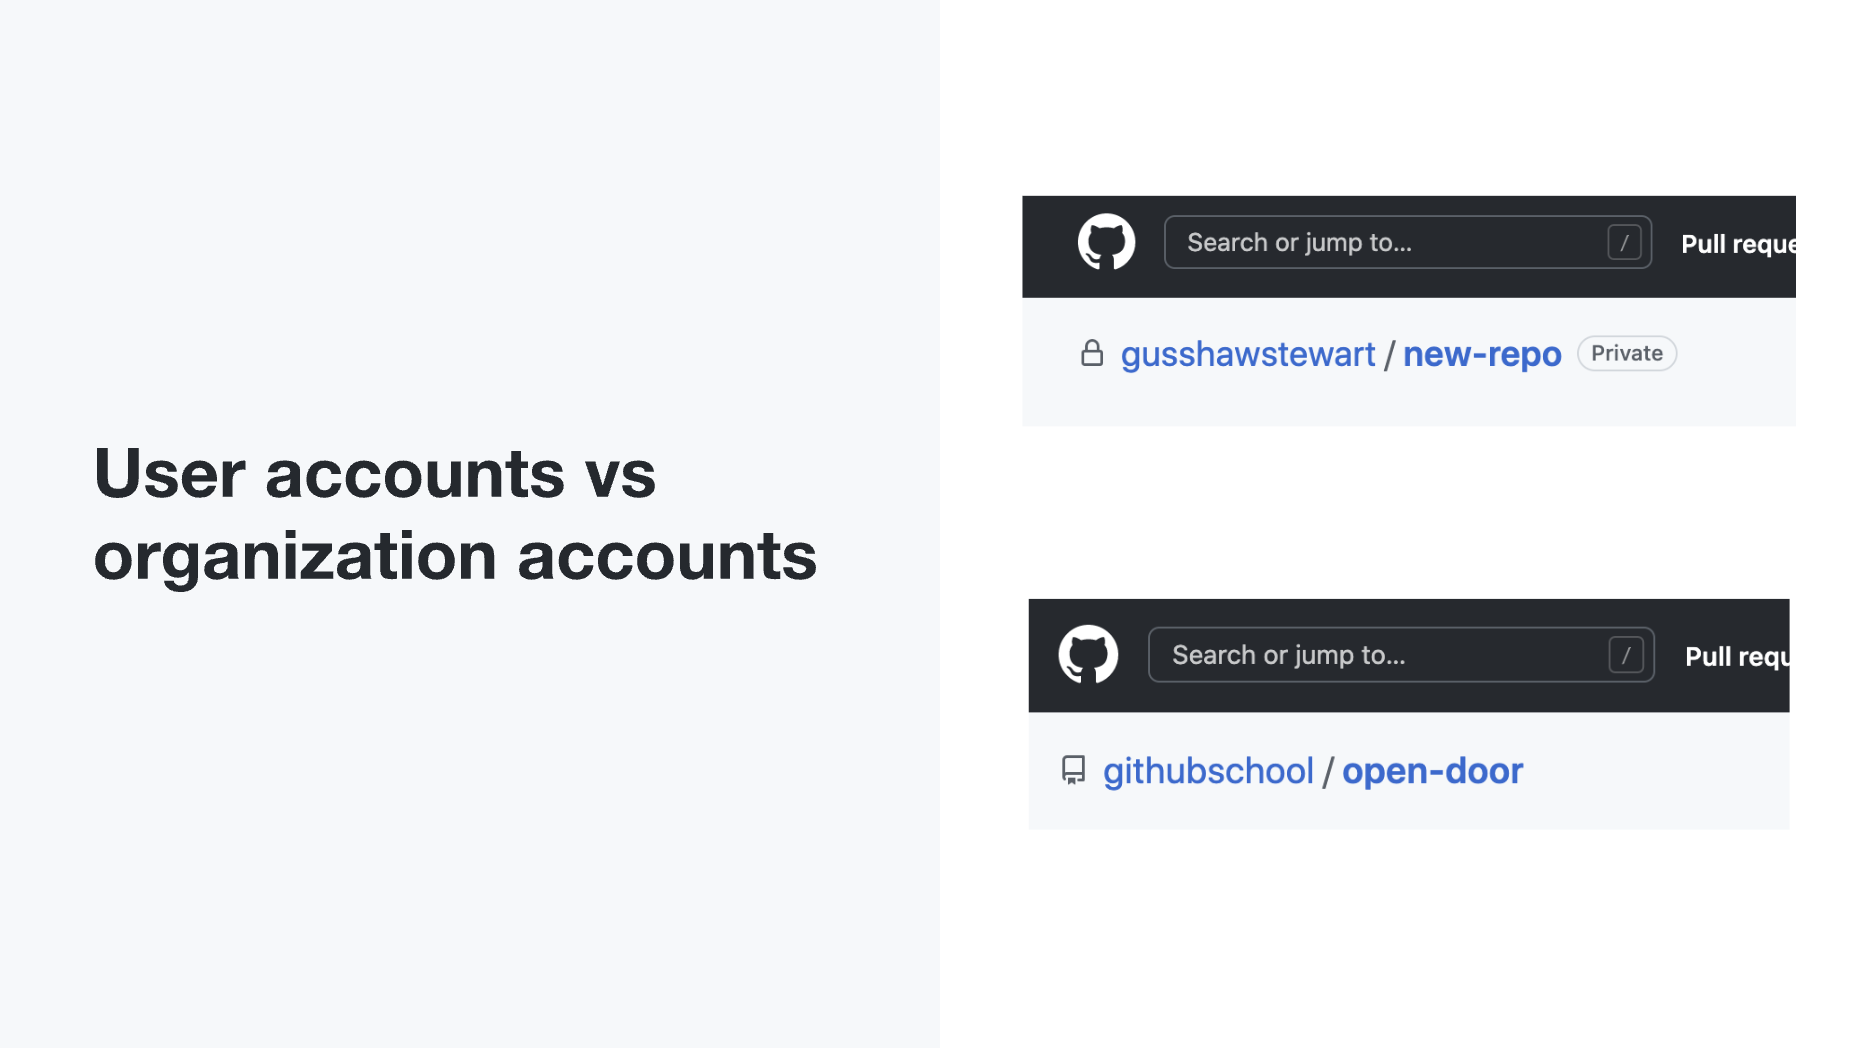 User accounts vs
organization accounts
Search or jump to... /
Pull reque
gusshawstewart / new-repo Private
Search or jump to... /
Pull requ
githubschool / open-door